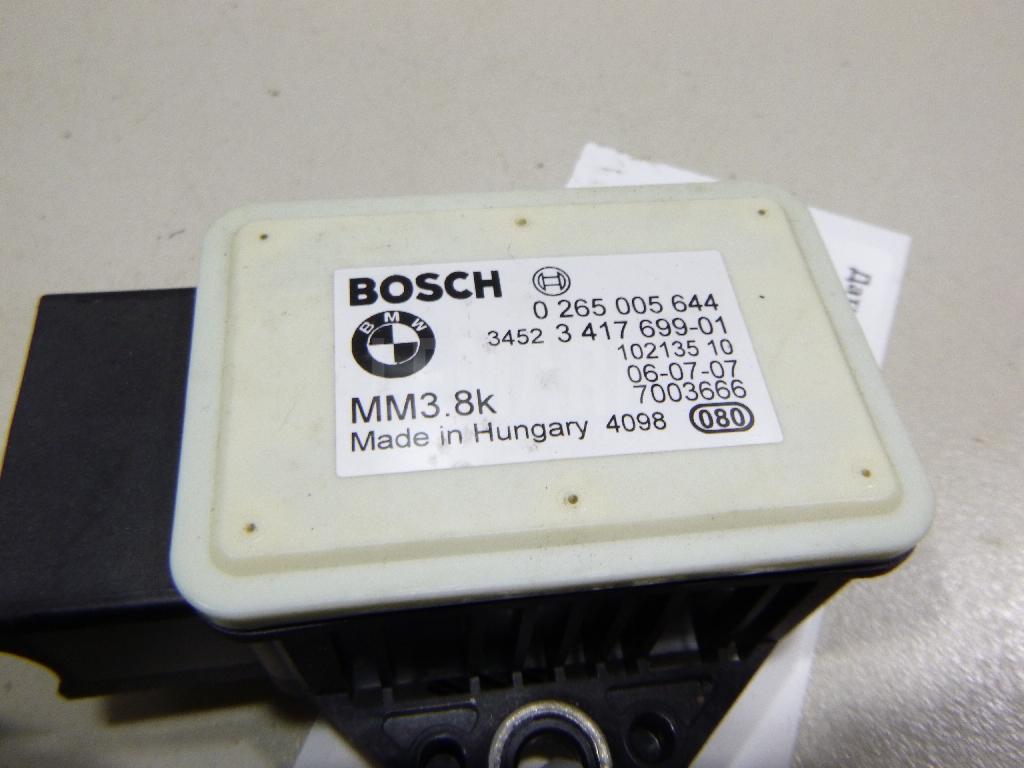 BOSCH
0 265 005 644
BMW
3452 3 417 699-01
102135 10
06-07-07
7003666
MM3.8k
Made in Hungary 4098 080
Дат